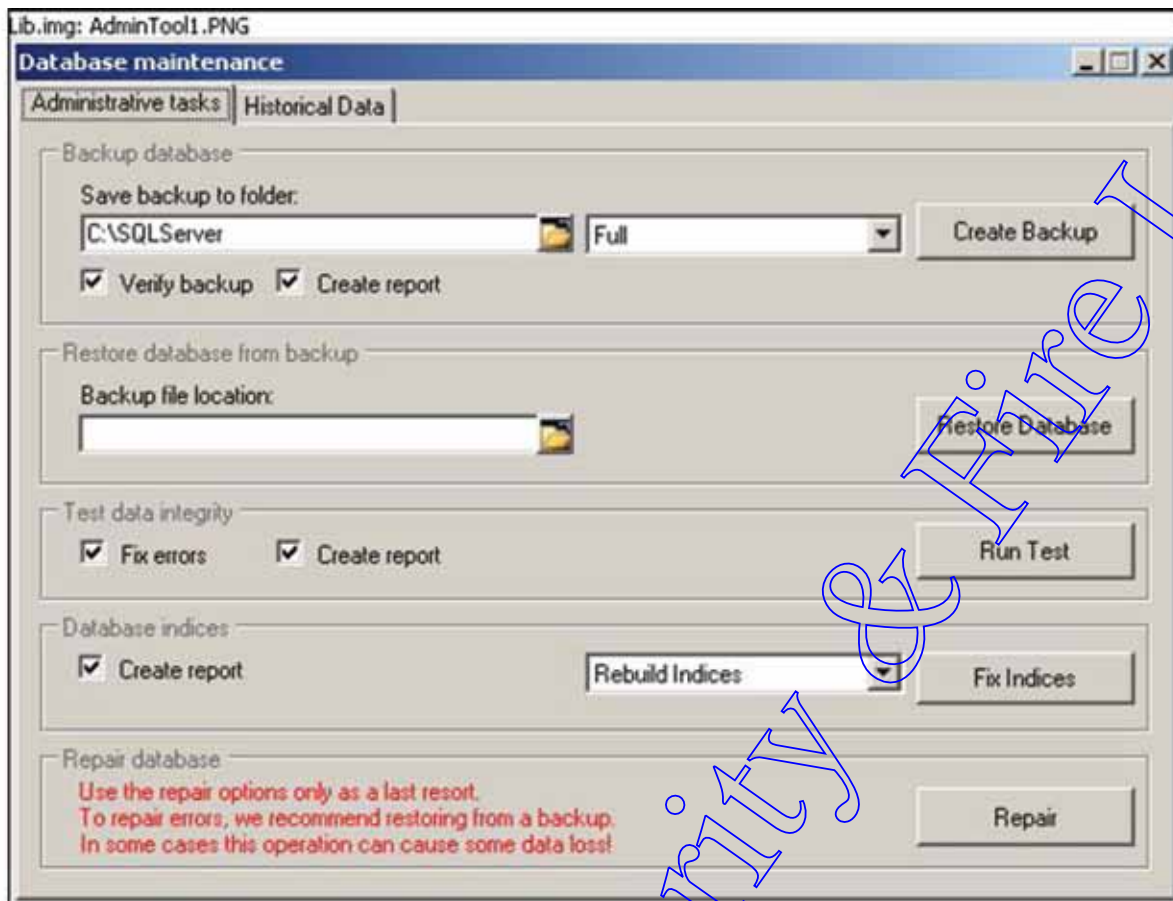 Lib.img: AdminTool1.PNG
Database maintenance
Administrative tasks Historical Data
Backup database
Save backup to folder:
C:\SQLServer Full Create Backup
Verify backup Create report
Restore database from backup
Backup file location:
Restore Database
Test data integrity
Fix errors Create report Run Test
Database indices
Create report Rebuild Indices Fix Indices
Repair database
Use the repair options only as a last resort.
To repair errors, we recommend restoring from a backup.
In some cases this operation can cause some data loss!
Repair
& Fire